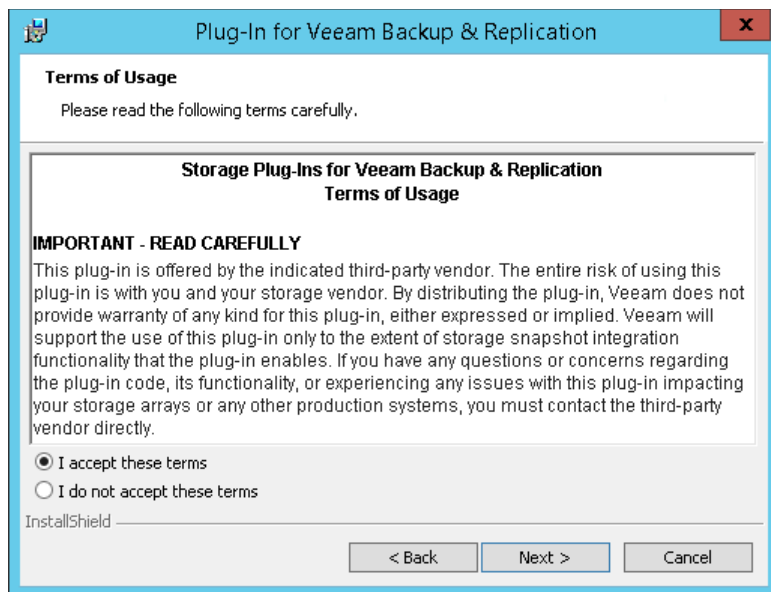 Plug-In for Veeam Backup & Replication
x
Terms of Usage
Please read the following terms carefully.
Storage Plug-Ins for Veeam Backup & Replication
Terms of Usage
IMPORTANT - READ CAREFULLY
This plug-in is offered by the indicated third-party vendor. The entire risk of using this
plug-in is with you and your storage vendor. By distributing the plug-in, Veeam does not
provide warranty of any kind for this plug-in, either expressed or implied. Veeam will
support the use of this plug-in only to the extent of storage snapshot integration
functionality that the plug-in enables. If you have any questions or concerns regarding
the plug-in code, its functionality, or experiencing any issues with this plug-in impacting
your storage arrays or any other production systems, you must contact the third-party
vendor directly.
I accept these terms
I do not accept these terms
InstallShield
< Back Next > Cancel